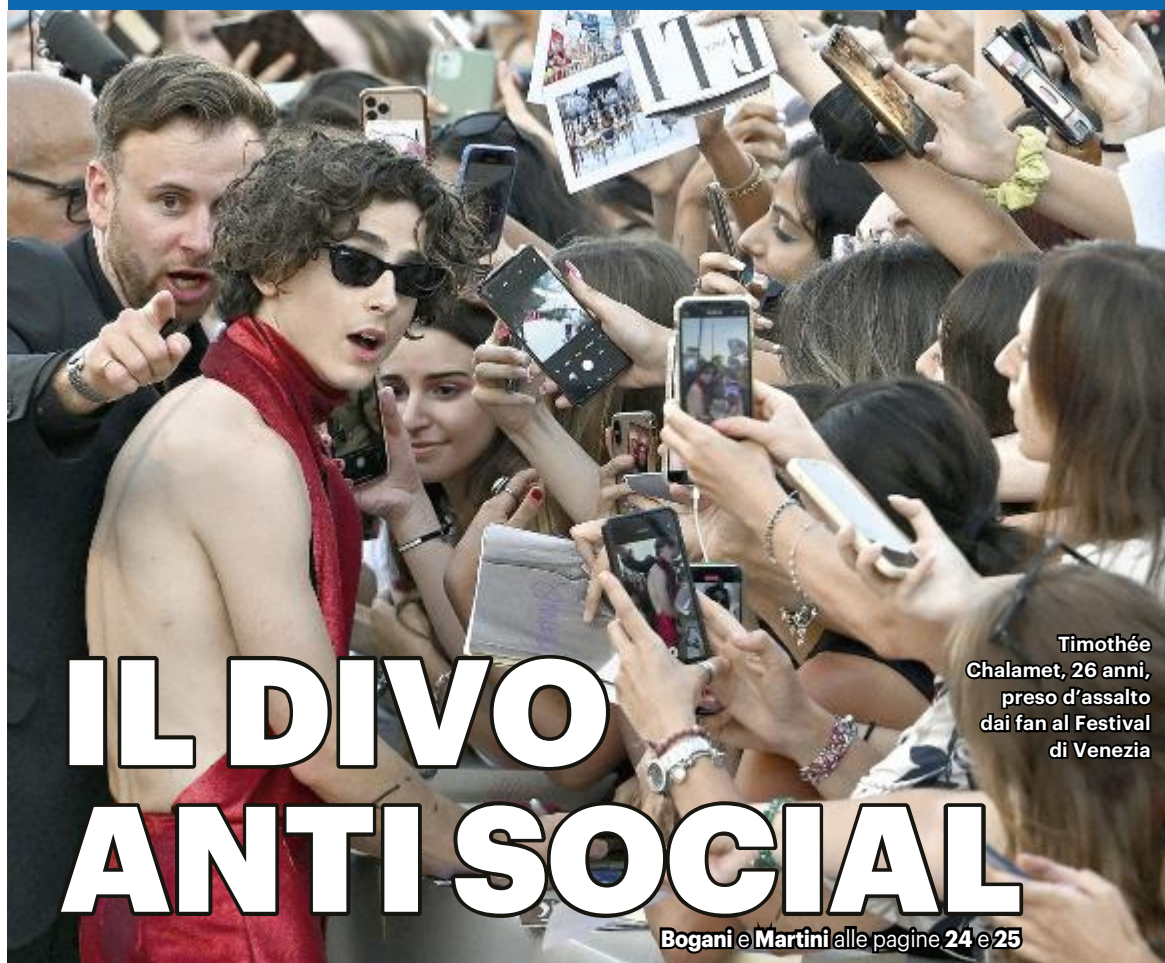 IL DIVO
ANTI SOCIAL
Timothée
Chalamet, 26 anni,
preso d'assalto
dai fan al Festival
di Venezia
Bogani e Martini alle pagine 24 e 25